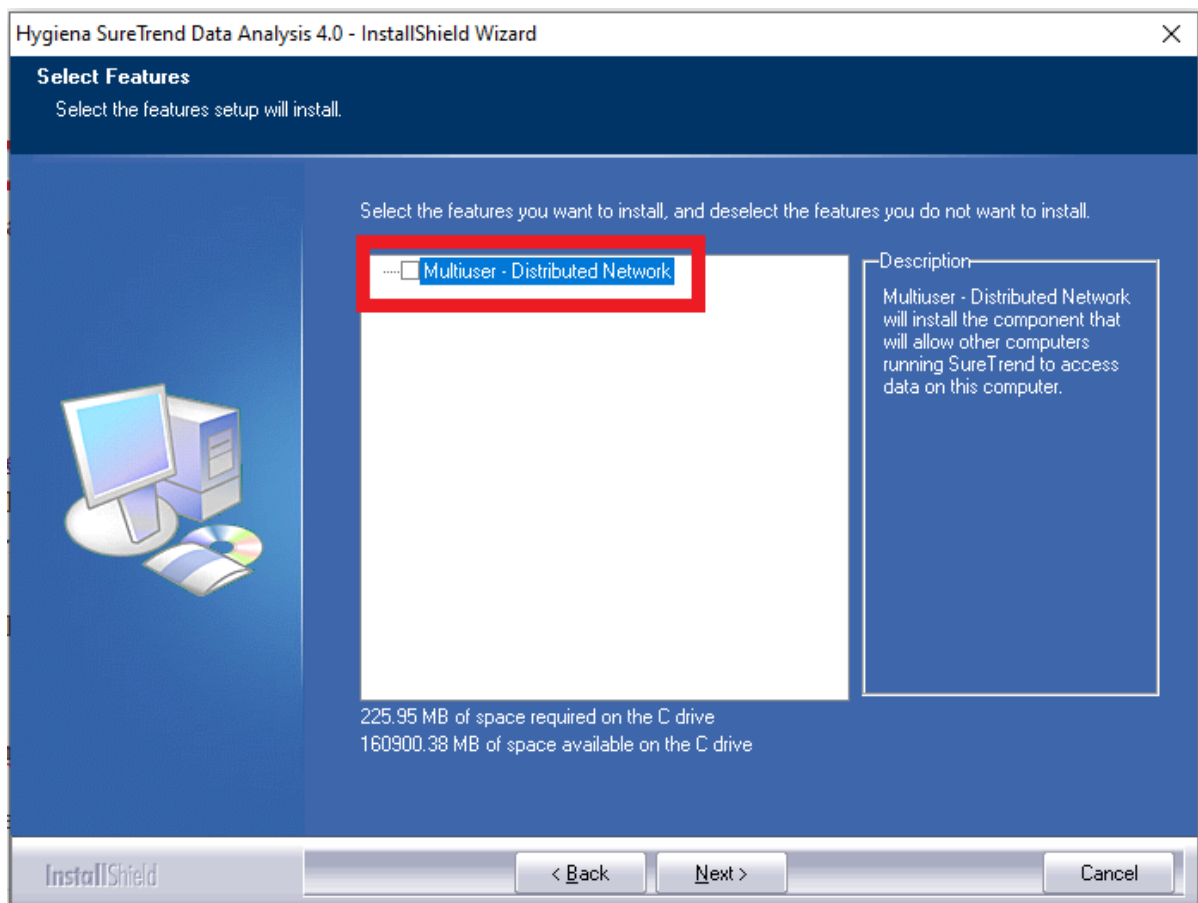 Hygiena SureTrend Data Analysis 4.0 - InstallShield Wizard
Select Features
Select the features setup will install.
Select the features you want to install, and deselect the features you do not want to install.
Multiuser - Distributed Network
Description
Multiuser - Distributed Network
will install the component that
will allow other computers
running SureTrend to access
data on this computer.
225.95 MB of space required on the C drive
160900.38 MB of space available on the C drive
InstallShield
< Back
Next >
Cancel